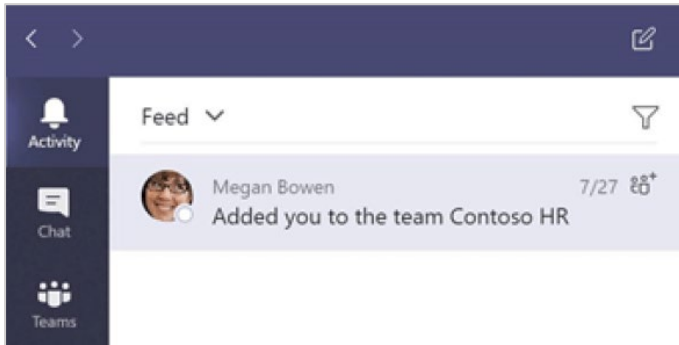 Activity
Feed
Megan Bowen 7/27
Added you to the team Contoso HR
Chat
Teams